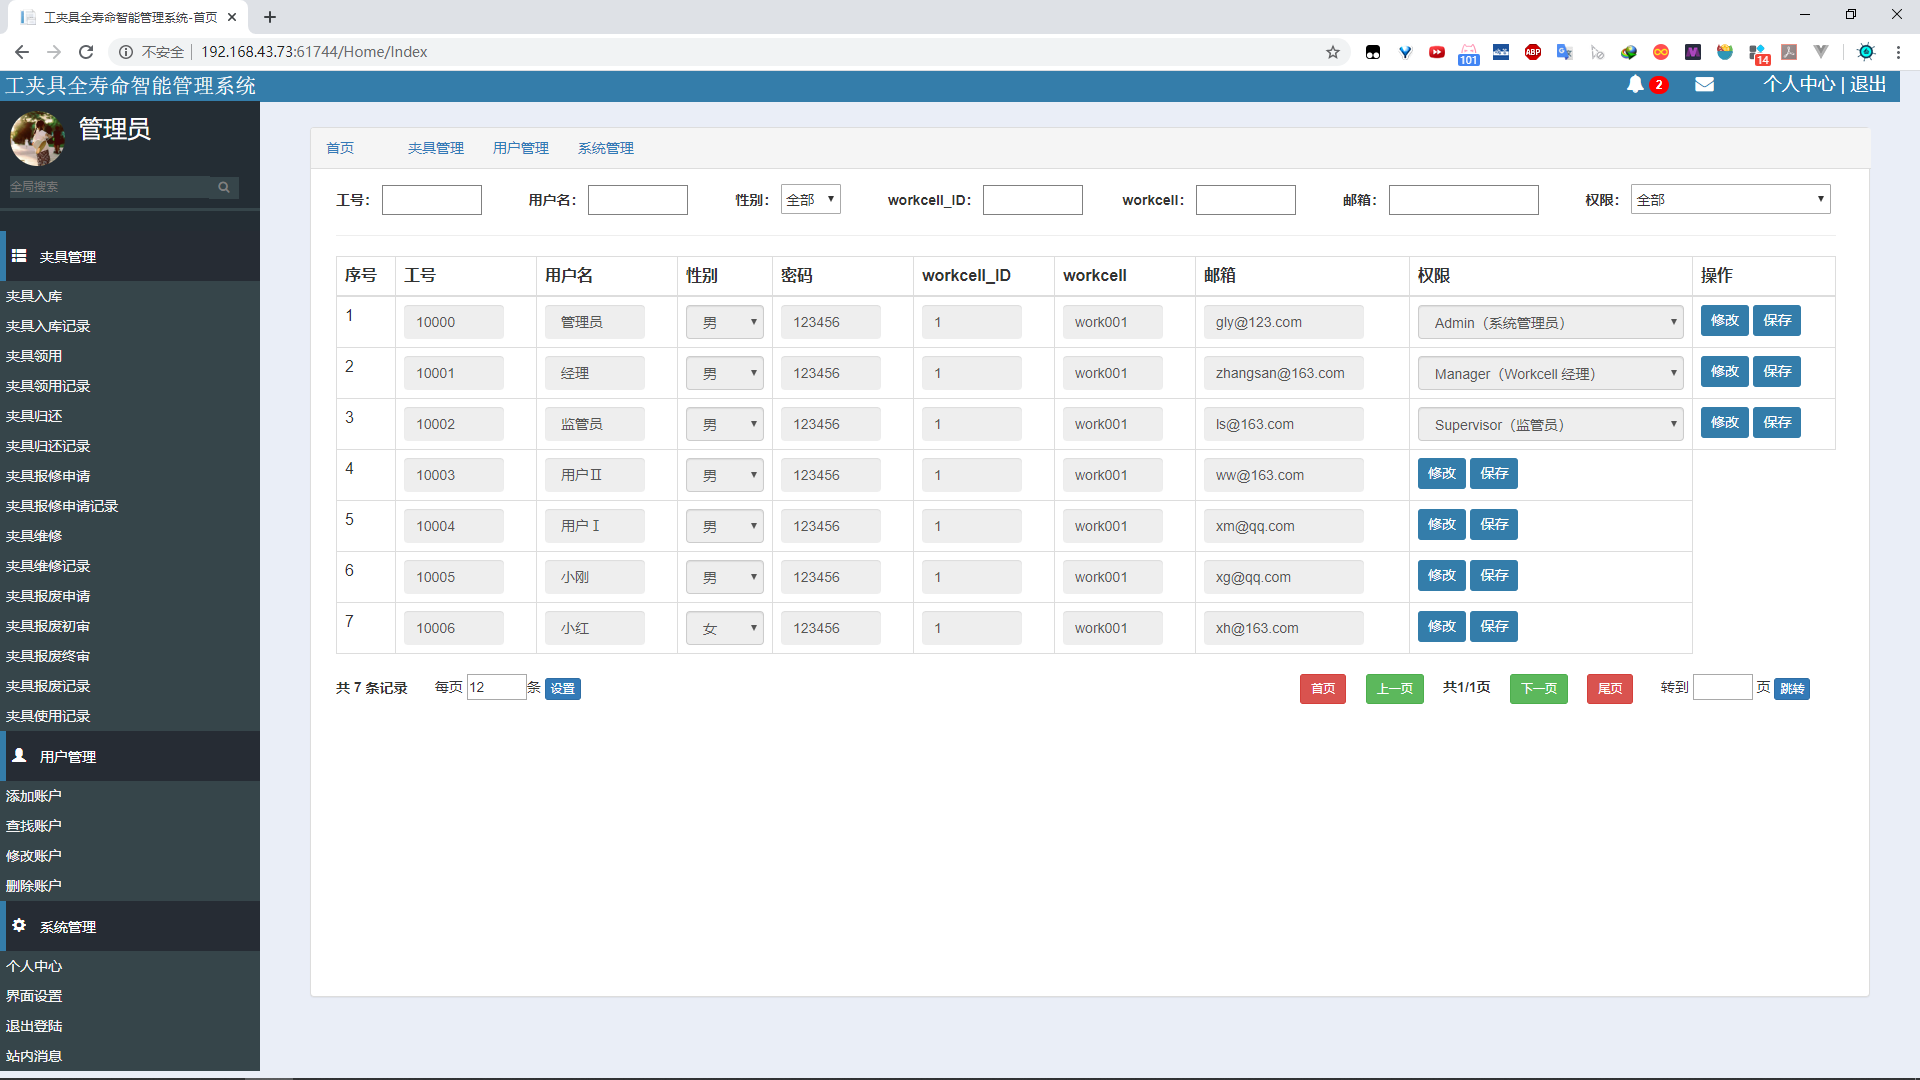 工夹具全寿命智能管理系统-首页
不安全 192.168.43.73:61744/Home/Index
ABP 101 14
工夹具全寿命智能管理系统 2 个人中心 | 退出
管理员
全局搜索
夹具管理
夹具入库
夹具入库记录
夹具领用
夹具领用记录
夹具归还
夹具归还记录
夹具报修申请
夹具报修申请记录
夹具维修
夹具维修记录
夹具报废申请
夹具报废初审
夹具报废终审
夹具报废记录
夹具使用记录
用户管理
添加账户
查找账户
修改账户
删除账户
系统管理
个人中心
界面设置
退出登陆
站内消息
首页 夹具管理 用户管理 系统管理
工号: 用户名: 性别: 全部 workcell_ID: workcell: 邮箱: 权限: 全部
序号 工号 用户名 性别 密码 workcell_ID workcell 邮箱 权限 操作
1 10000 管理员 男 123456 1 work001 gly@123.com Admin（系统管理员） 修改 保存
2 10001 经理 男 123456 1 work001 zhangsan@163.com Manager（Workcell 经理） 修改 保存
3 10002 监管员 男 123456 1 work001 ls@163.com Supervisor（监管员） 修改 保存
4 10003 用户Ⅱ 男 123456 1 work001 ww@163.com 修改 保存
5 10004 用户Ⅰ 男 123456 1 work001 xm@qq.com 修改 保存
6 10005 小刚 男 123456 1 work001 xg@qq.com 修改 保存
7 10006 小红 女 123456 1 work001 xh@163.com 修改 保存
共 7 条记录 每页 12 条 设置 首页 上一页 共1/1页 下一页 尾页 转到 页 跳转